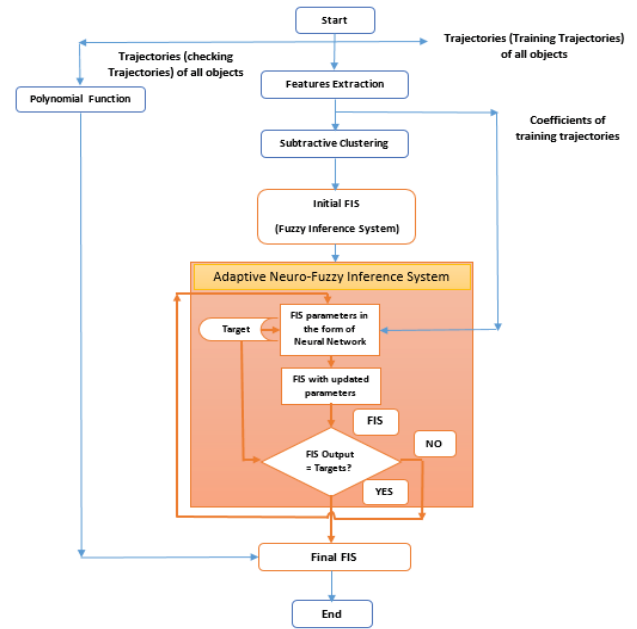 Start
Trajectories (Training Trajectories)
of all objects
Trajectories (checking
Trajectories) of all objects
Features Extraction
Polynomial Function
Coefficients of
training trajectories
Subtractive Clustering
Initial FIS
(Fuzzy Inference System)
Adaptive Neuro-Fuzzy Inference System
Target
FIS parameters in
the form of
Neural Network
FIS with updated
parameters
FIS
NO
FIS Output
= Targets?
YES
Final FIS
End